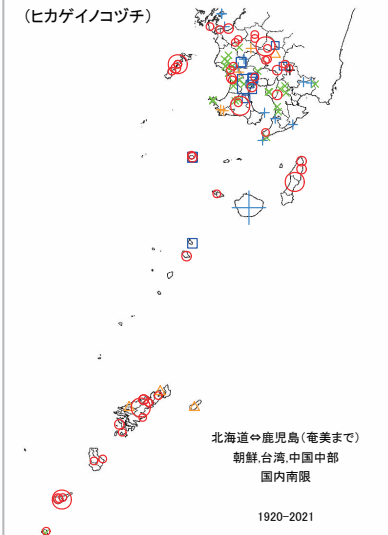 (ヒカゲイノコヅチ)
北海道⇔鹿児島(奄美まで)
朝鮮,台湾,中国中部
国内南限
1920-2021